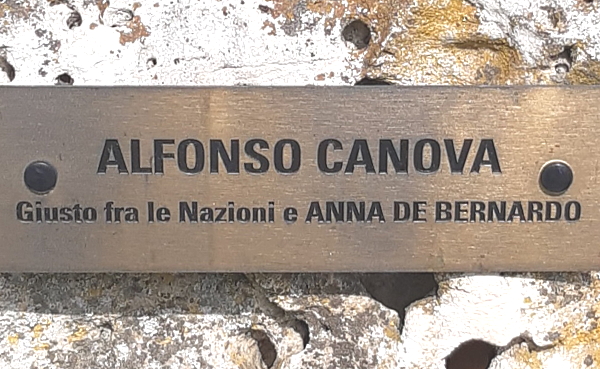 ALFONSO CANOVA
Giusto fra le Nazioni e ANNA DE BERNARDO